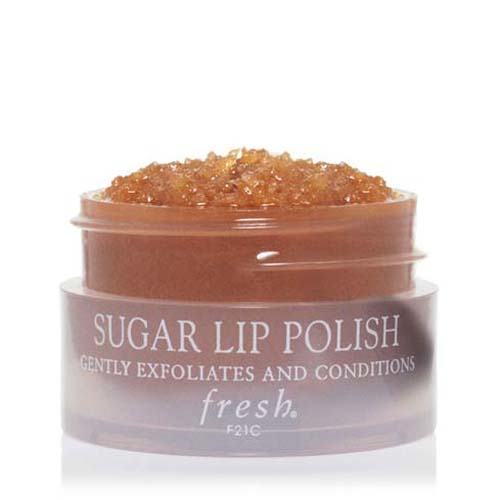 SUGAR LIP POLISH
GENTLY EXFOLIATES AND CONDITIONS
fresh®
F21C